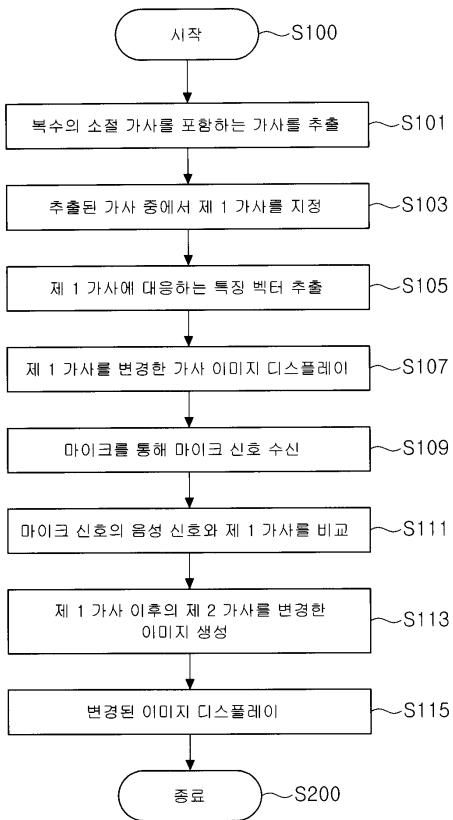 시작
S100
복수의 소절 가사를 포함하는 가사를 추출
S101
추출된 가사 중에서 제 1 가사를 지정
S103
제 1 가사에 대응하는 특징 벡터 추출
S105
제 1 가사를 변경한 가사 이미지 디스플레이
S107
마이크를 통해 마이크 신호 수신
S109
마이크 신호의 음성 신호와 제 1 가사를 비교
S111
제 1 가사 이후의 제 2 가사를 변경한
이미지 생성
S113
변경된 이미지 디스플레이
S115
종료
S200